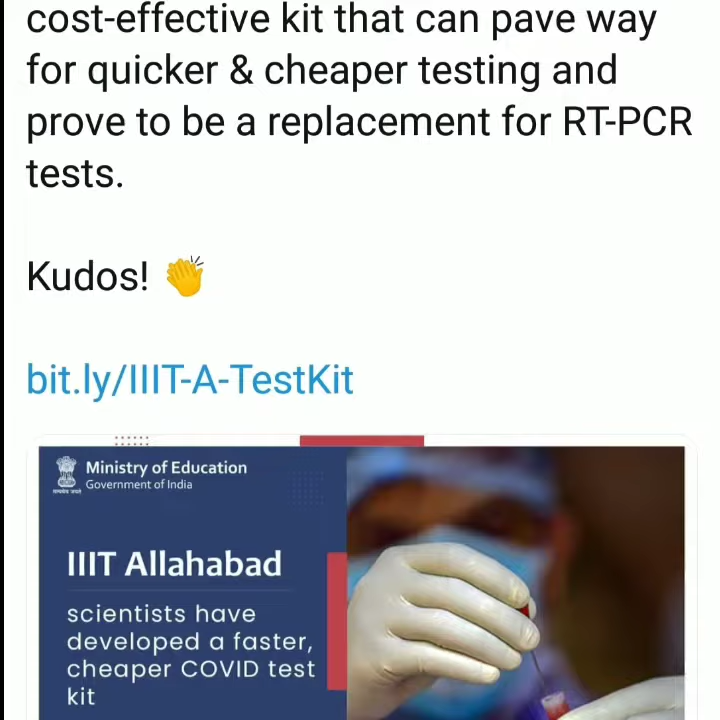 cost-effective kit that can pave way
for quicker & cheaper testing and
prove to be a replacement for RT-PCR
tests.
Kudos! 👏
bit.ly/IIIT-A-TestKit
Ministry of Education
Government of India
IIIT Allahabad
scientists have
developed a faster,
cheaper COVID test
kit